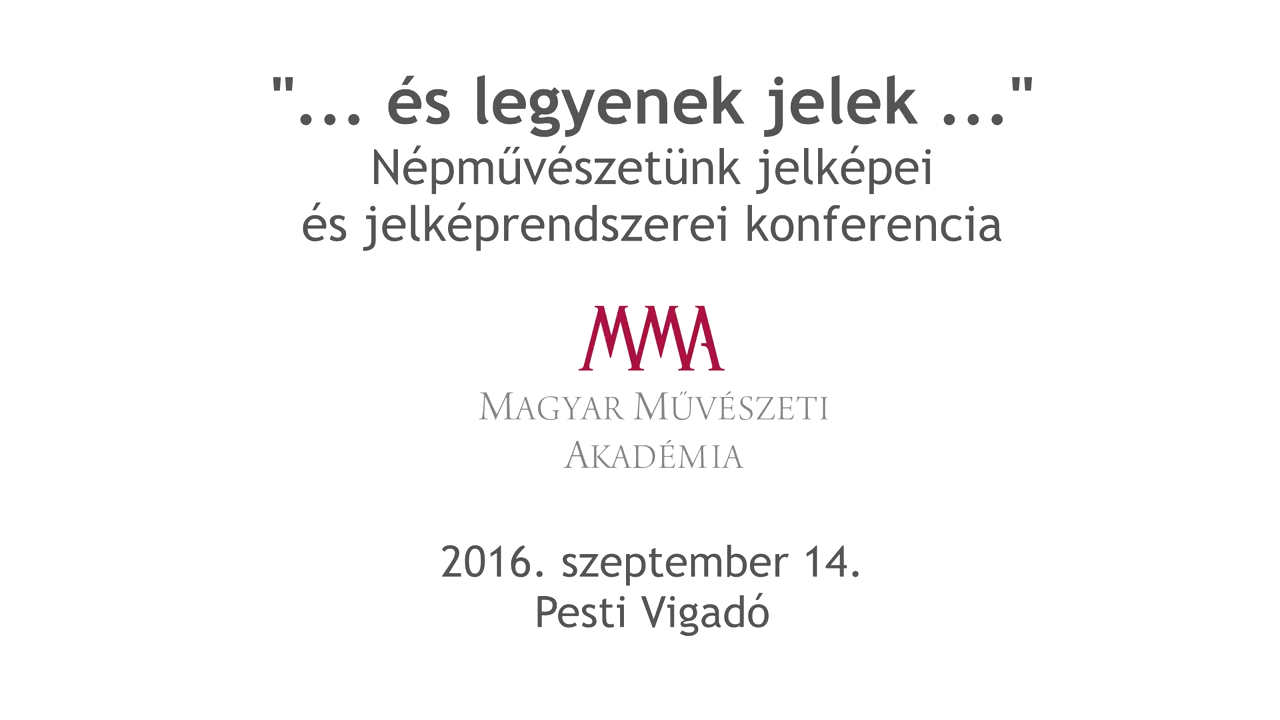 "... és legyenek jelek ..."
Népművészetünk jelképei
és jelképrendszerei konferencia
MMA
MAGYAR MŰVÉSZETI
AKADÉMIA
2016. szeptember 14.
Pesti Vigadó